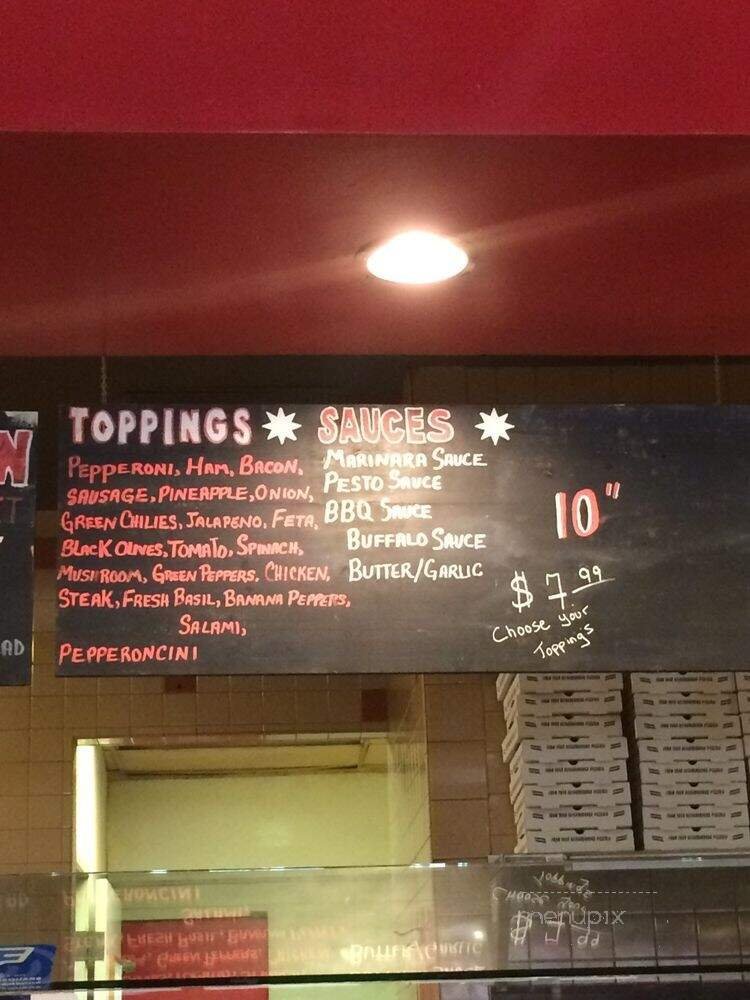 TOPPINGS
PEPPERONI, HAM, BACON,
SAUSAGE, PINEAPPLE, ONION,
GREEN CHILIES, JALAPENO, FETA,
BLACK OLIVES, TOMATO, SPINACH,
MUSHROOM, GREEN PEPPERS, CHICKEN,
STEAK, FRESH BASIL, BANANA PEPPERS,
SALAMI,
PEPPERONCINI
SAUCES
MARINARA SAUCE
PESTO SAUCE
BBQ SAUCE
BUFFALO SAUCE
BUTTER/GARLIC
10"
$7.99
Choose your
Topping's
AD
menupix